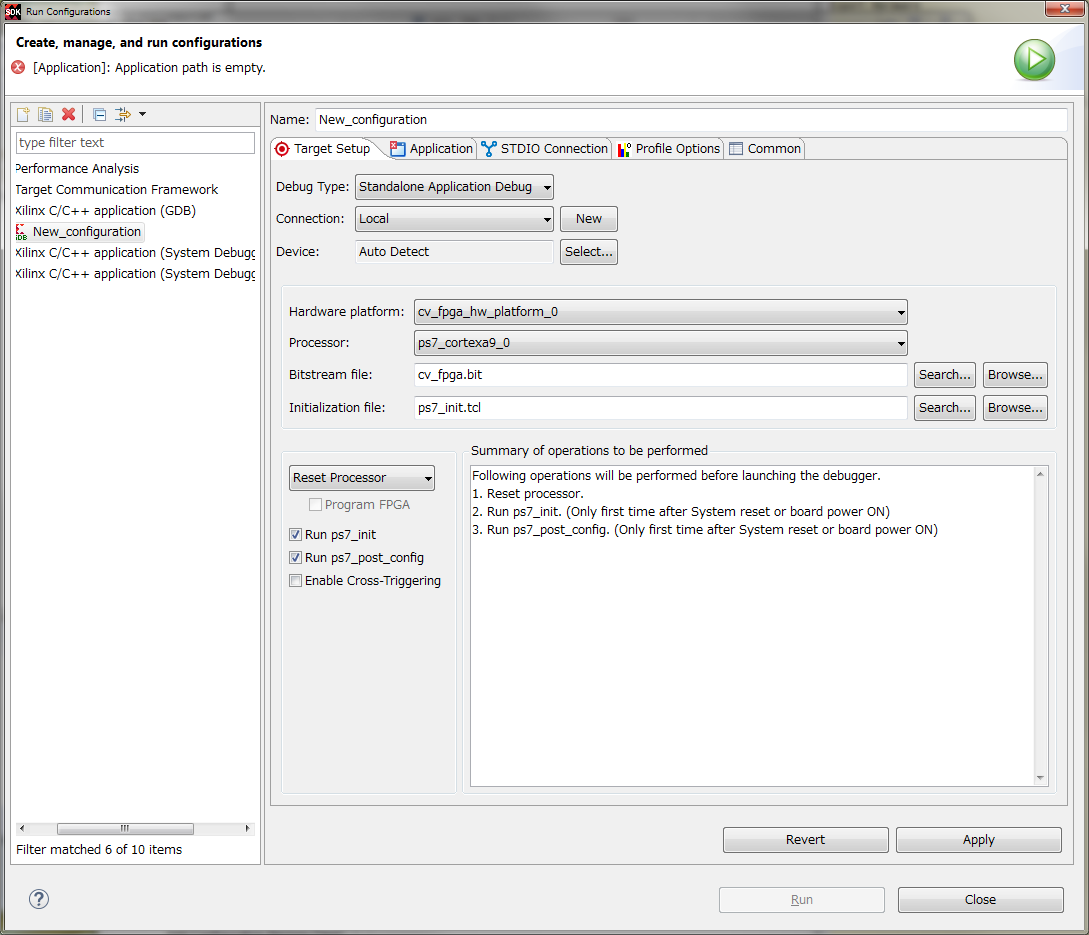 SDK Run Configurations
Create, manage, and run configurations
[Application]: Application path is empty.
type filter text
Performance Analysis
Target Communication Framework
Xilinx C/C++ application (GDB)
New_configuration
Xilinx C/C++ application (System Debugg
Xilinx C/C++ application (System Debugg
Filter matched 6 of 10 items
Name: New_configuration
Target Setup Application STDIO Connection Profile Options Common
Debug Type: Standalone Application Debug
Connection: Local New
Device: Auto Detect Select...
Hardware platform: cv_fpga_hw_platform_0
Processor: ps7_cortexa9_0
Bitstream file: cv_fpga.bit Search... Browse...
Initialization file: ps7_init.tcl Search... Browse...
Reset Processor
Program FPGA
Run ps7_init
Run ps7_post_config
Enable Cross-Triggering
Summary of operations to be performed
Following operations will be performed before launching the debugger.
1. Reset processor.
2. Run ps7_init. (Only first time after System reset or board power ON)
3. Run ps7_post_config. (Only first time after System reset or board power ON)
Revert Apply
? Run Close